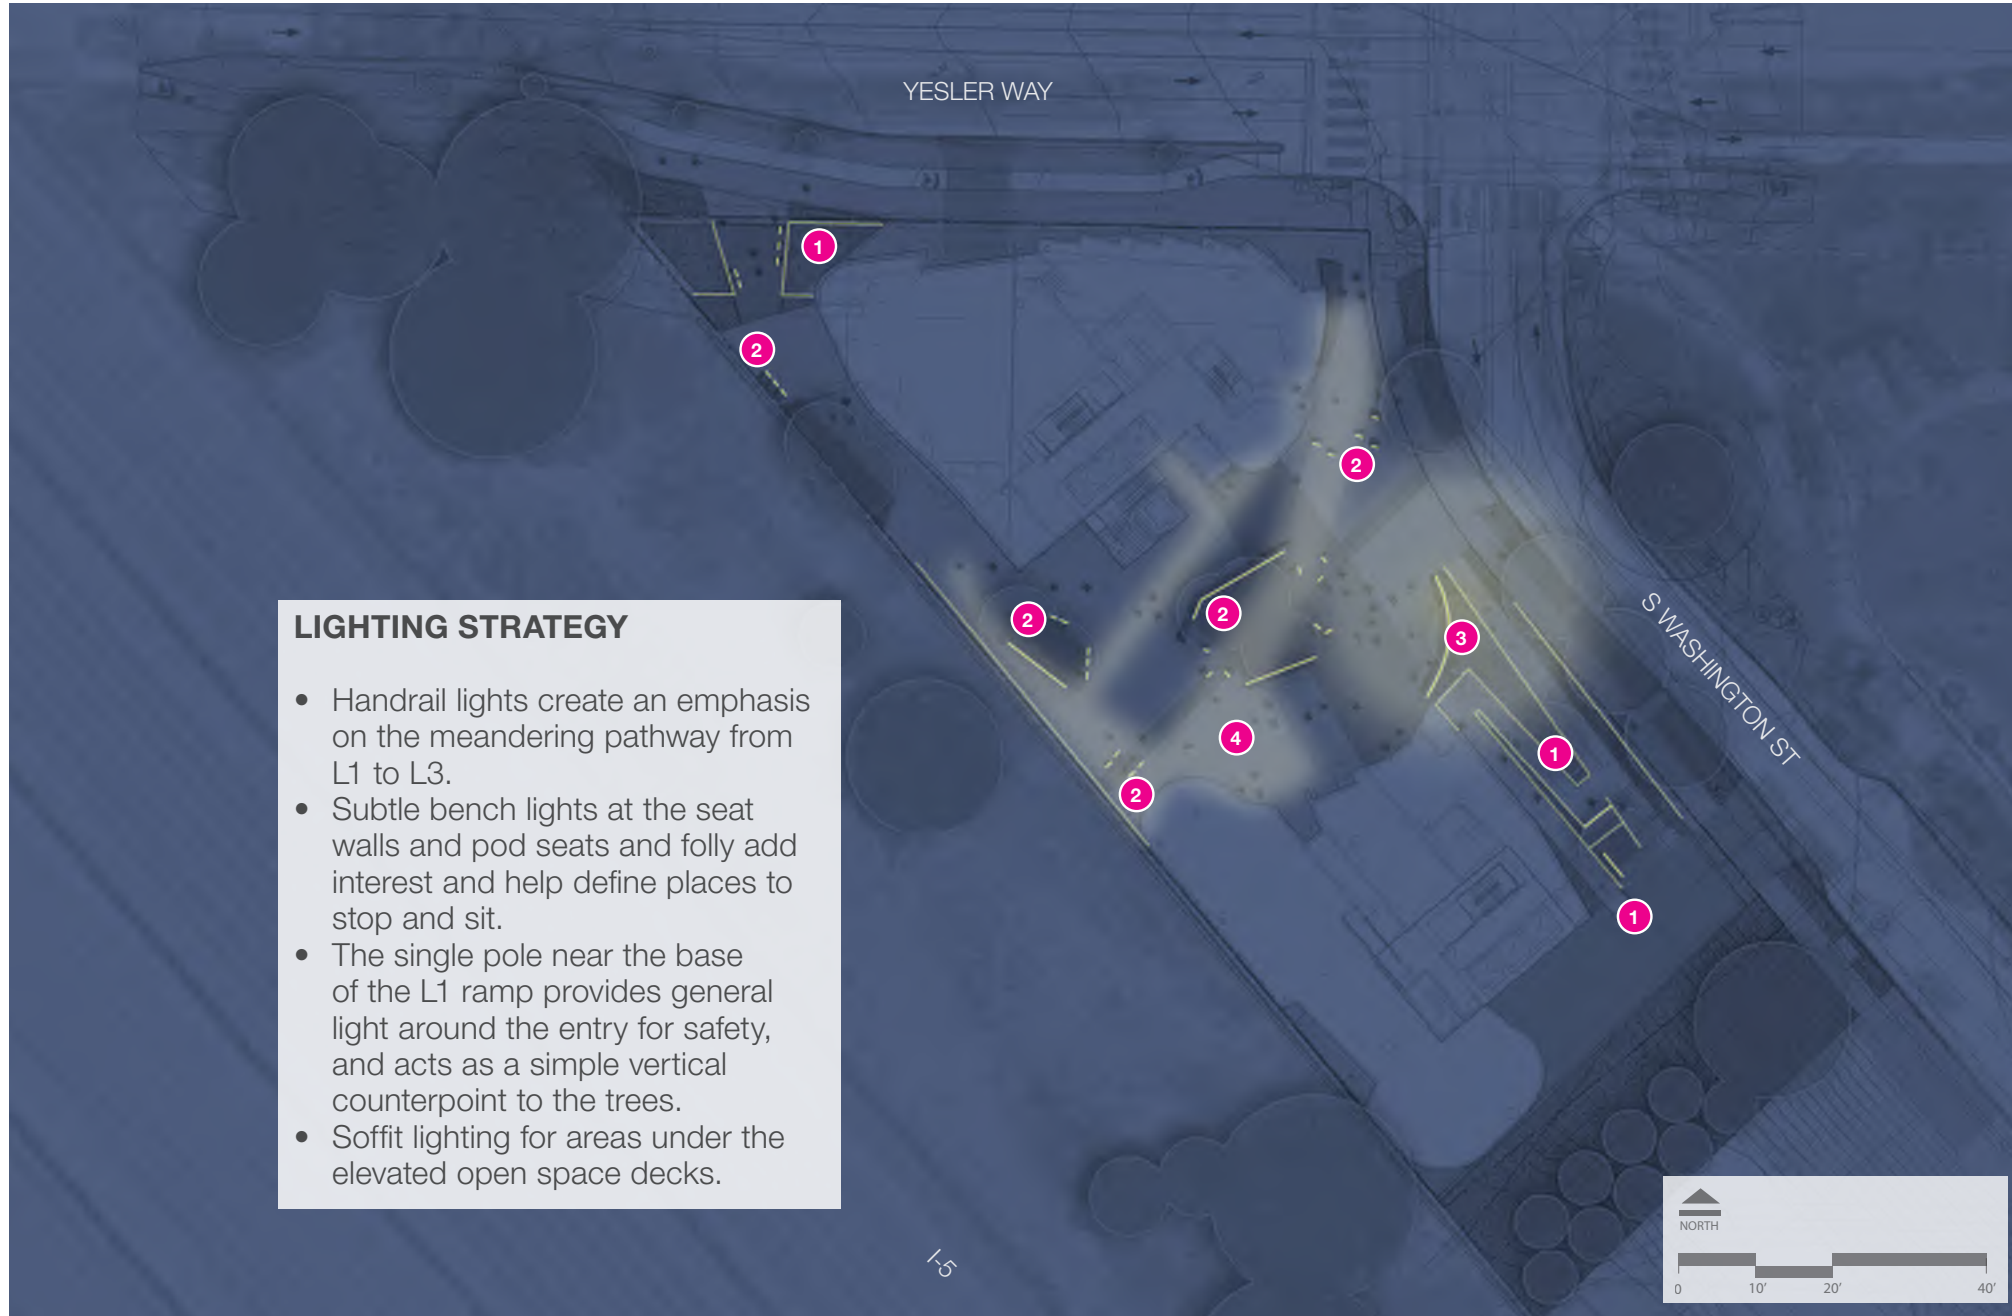 YESLER WAY
1
2
2
LIGHTING STRATEGY
• Handrail lights create an emphasis
on the meandering pathway from
L1 to L3.
• Subtle bench lights at the seat
walls and pod seats and folly add
interest and help define places to
stop and sit.
• The single pole near the base
of the L1 ramp provides general
light around the entry for safety,
and acts as a simple vertical
counterpoint to the trees.
• Soffit lighting for areas under the
elevated open space decks.
2
2
3
S WASHINGTON ST
4
1
2
1
I-5
NORTH
0 10' 20' 40'